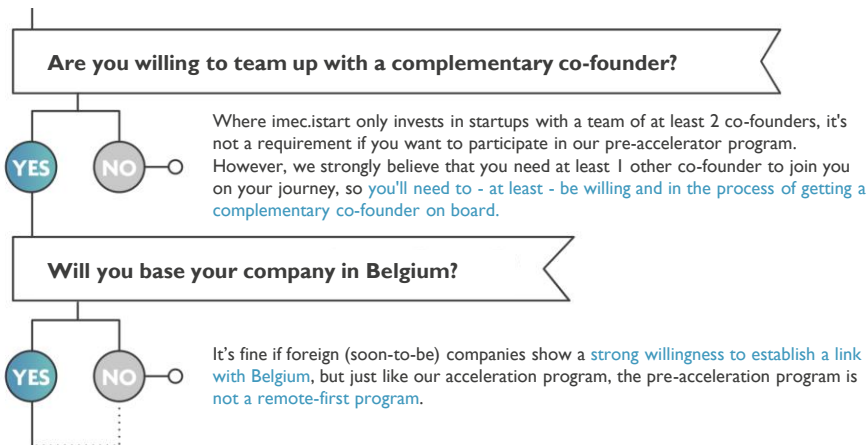 Are you willing to team up with a complementary co-founder?
YES
NO
Where imec.istart only invests in startups with a team of at least 2 co-founders, it's
not a requirement if you want to participate in our pre-accelerator program.
However, we strongly believe that you need at least 1 other co-founder to join you
on your journey, so you'll need to - at least - be willing and in the process of getting a
complementary co-founder on board.
Will you base your company in Belgium?
YES
NO
It's fine if foreign (soon-to-be) companies show a strong willingness to establish a link
with Belgium, but just like our acceleration program, the pre-acceleration program is
not a remote-first program.